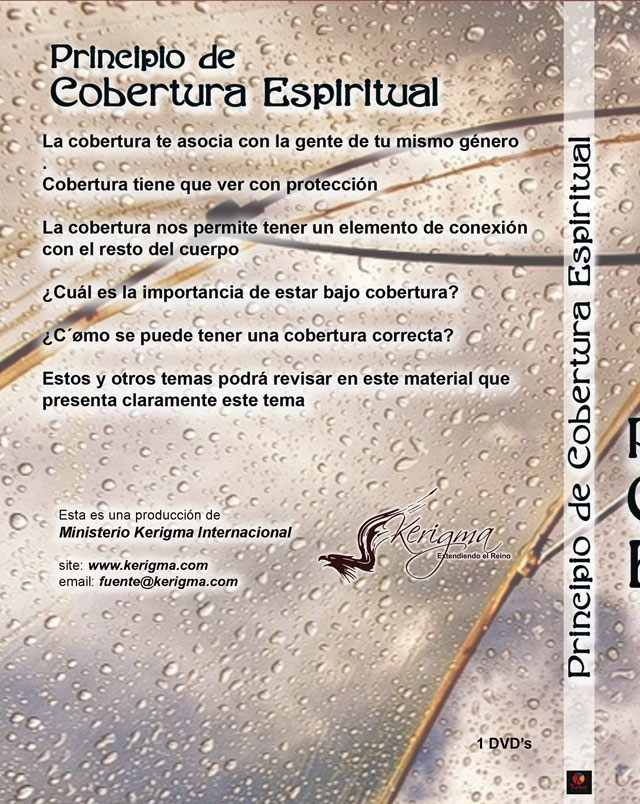 Principio de
Cobertura Espiritual
La cobertura te asocia con la gente de tu mismo género
.
Cobertura tiene que ver con protección
La cobertura nos permite tener un elemento de conexión
con el resto del cuerpo
¿Cuál es la importancia de estar bajo cobertura?
¿C´ømo se puede tener una cobertura correcta?
Estos y otros temas podrá revisar en este material que
presenta claramente este tema
Esta es una producción de
Ministerio Kerigma Internacional
site: www.kerigma.com
email: fuente@kerigma.com
Kerigma
Extendiendo el Reino
1 DVD's
Principio de Cobertura Espiritual